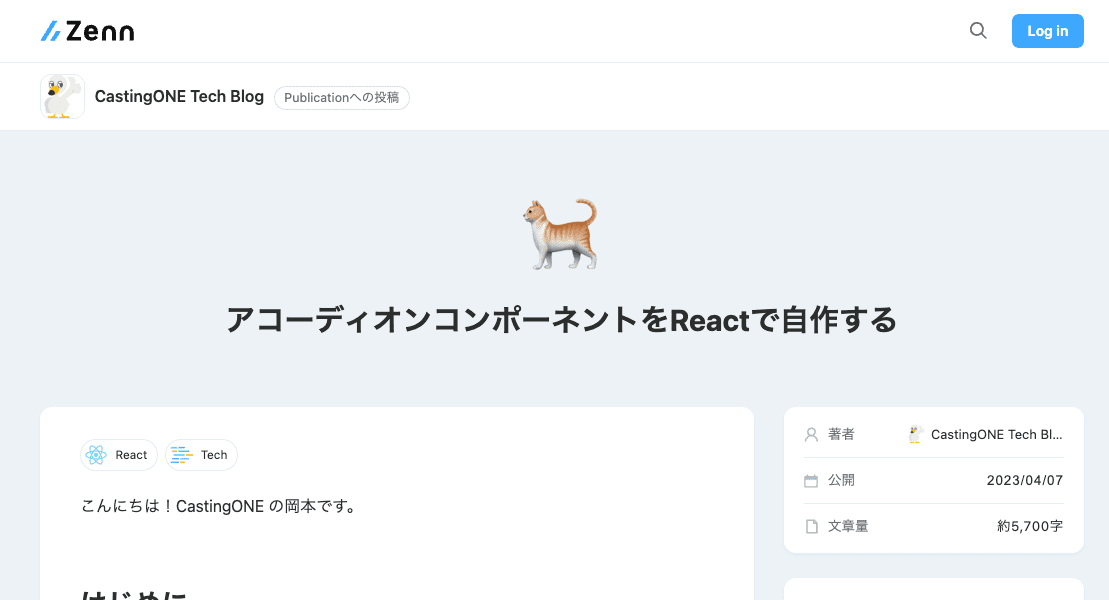 Zenn
Log in
CastingONE Tech Blog
Publicationへの投稿
アコーディオンコンポーネントをReactで自作する
React
Tech
こんにちは！CastingONE の岡本です。
はじめに
著者
CastingONE Tech Bl...
公開
2023/04/07
文章量
約5,700字